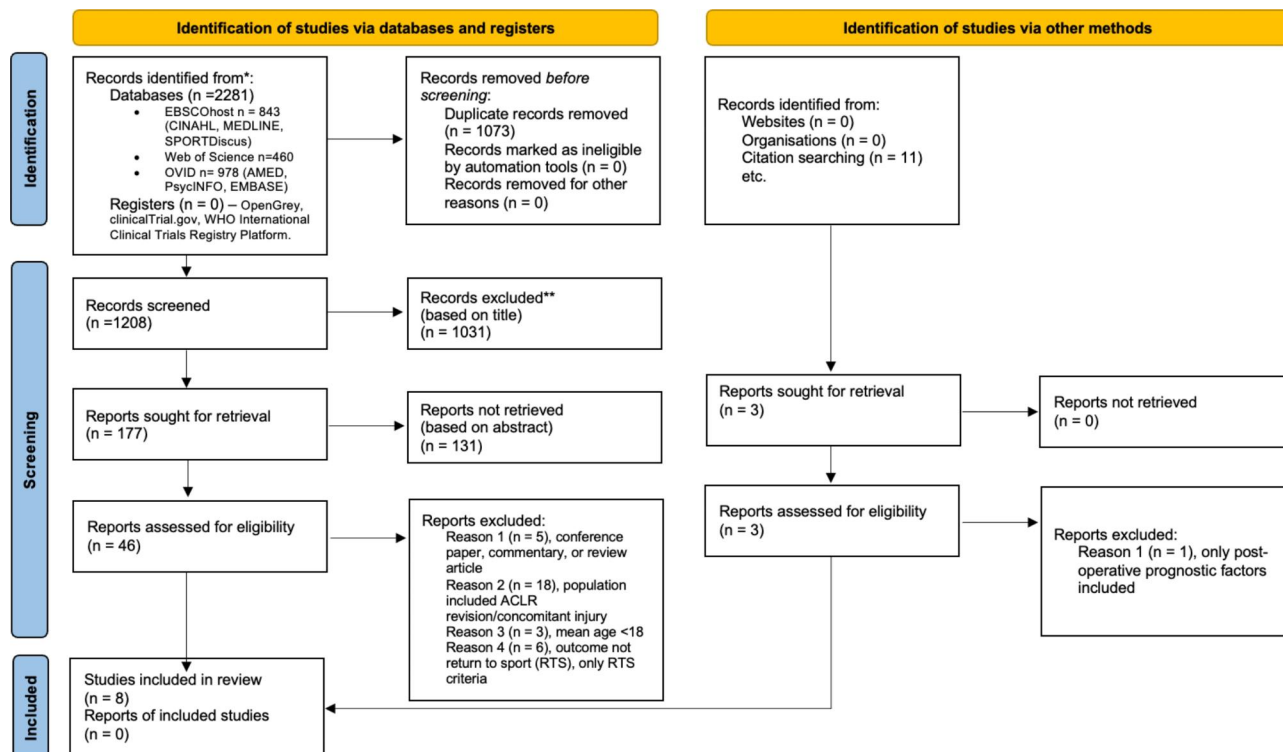 Identification of studies via databases and registers
Identification of studies via other methods
Identification
Records identified from*:
Databases (n =2281)
• EBSCOhost n = 843
(CINAHL, MEDLINE,
SPORTDiscus)
• Web of Science n=460
• OVID n= 978 (AMED,
PsycINFO, EMBASE)
Registers (n = 0) – OpenGrey,
clinicalTrial.gov, WHO International
Clinical Trials Registry Platform.
Records removed before
screening:
Duplicate records removed
(n = 1073)
Records marked as ineligible
by automation tools (n = 0)
Records removed for other
reasons (n = 0)
Records identified from:
Websites (n = 0)
Organisations (n = 0)
Citation searching (n = 11)
etc.
Screening
Records screened
(n =1208)
Records excluded**
(based on title)
(n = 1031)
Reports sought for retrieval
(n = 177)
Reports not retrieved
(based on abstract)
(n = 131)
Reports sought for retrieval
(n = 3)
Reports not retrieved
(n = 0)
Reports assessed for eligibility
(n = 46)
Reports excluded:
Reason 1 (n = 5), conference
paper, commentary, or review
article
Reason 2 (n = 18), population
included ACLR
revision/concomitant injury
Reason 3 (n = 3), mean age <18
Reason 4 (n = 6), outcome not
return to sport (RTS), only RTS
criteria
Reports assessed for eligibility
(n = 3)
Reports excluded:
Reason 1 (n = 1), only post-
operative prognostic factors
included
Included
Studies included in review
(n = 8)
Reports of included studies
(n = 0)